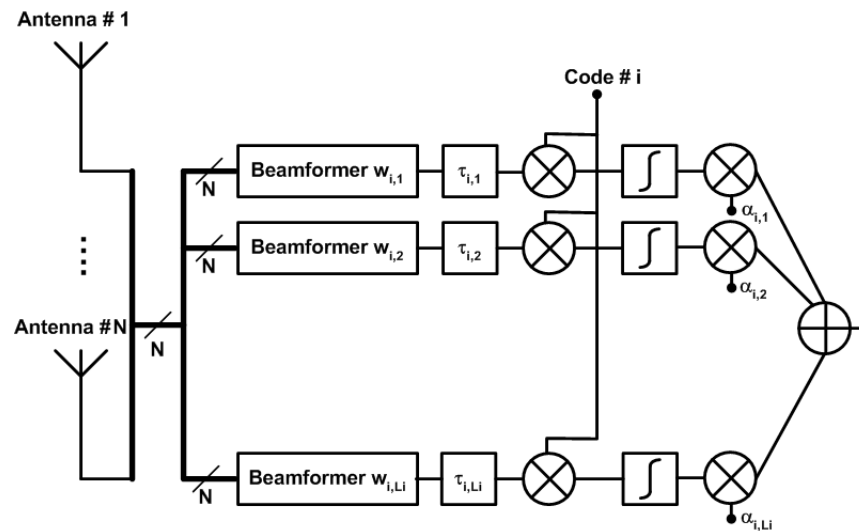 Antenna # 1
Code # i
Beamformer w_{i,1}
τ_{i,1}
∫
N
α_{i,1}
Beamformer w_{i,2}
τ_{i,2}
∫
N
α_{i,2}
Antenna # N
N
Beamformer w_{i,Li}
τ_{i,Li}
∫
N
α_{i,Li}